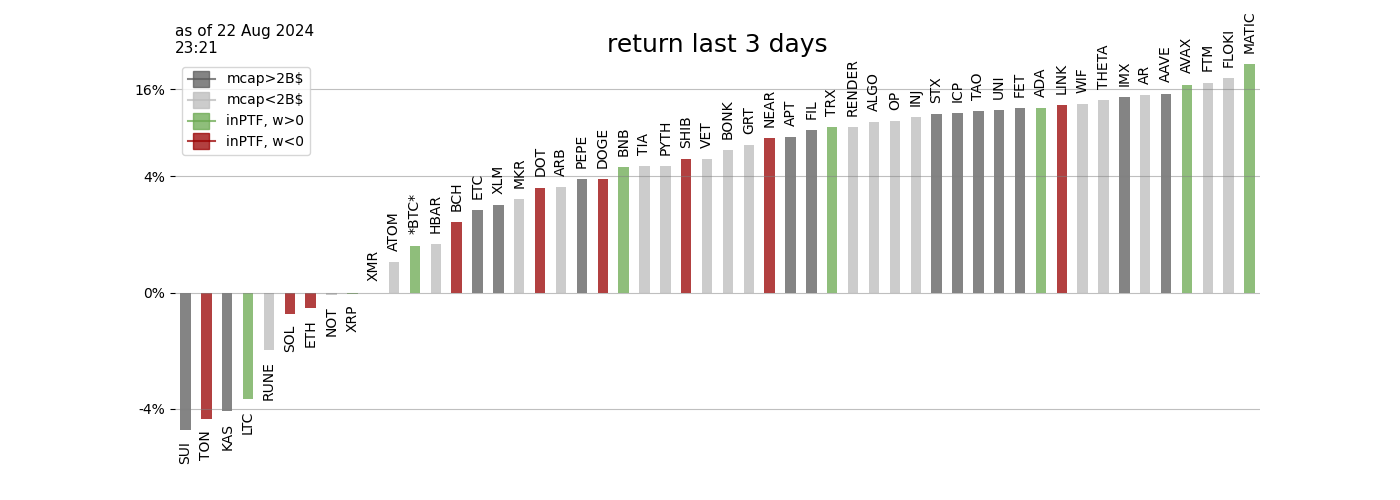 as of 22 Aug 2024
23:21
return last 3 days
mcap>2B$
mcap<2B$
inPTF, w>0
inPTF, w<0
16%
4%
0%
-4%
SUI
TON
KAS
LTC
RUNE
SOL
ETH
NOT
XRP
XMR
ATOM
*BTC*
HBAR
BCH
ETC
XLM
MKR
DOT
ARB
PEPE
DOGE
BNB
TIA
PYTH
SHIB
VET
BONK
GRT
NEAR
APT
FIL
TRX
RENDER
ALGO
OP
INJ
STX
ICP
TAO
UNI
FET
ADA
LINK
WIF
THETA
IMX
AR
AAVE
AVAX
FTM
FLOKI
MATIC